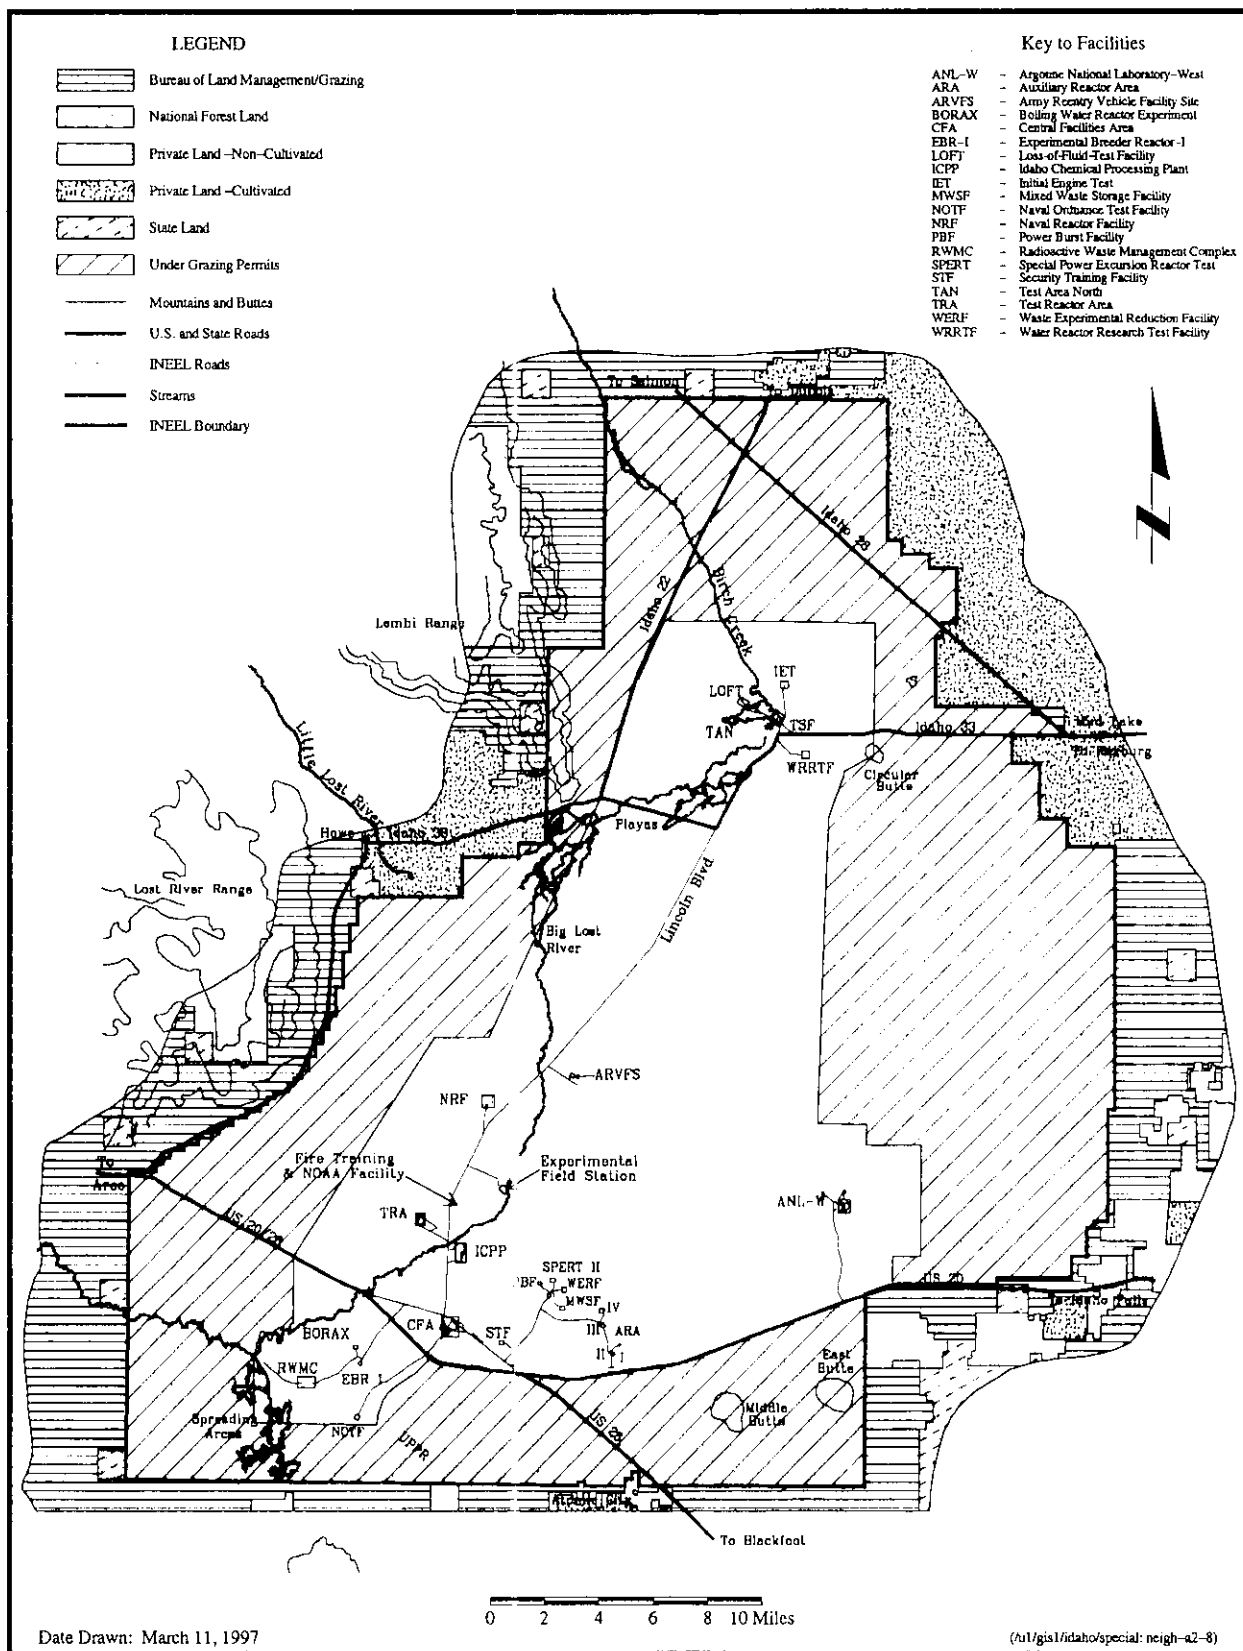 LEGEND
Bureau of Land Management/Grazing
National Forest Land
Private Land -Non-Cultivated
Private Land -Cultivated
State Land
Under Grazing Permits
Mountains and Buttes
U.S. and State Roads
INEEL Roads
Streams
INEEL Boundary
Key to Facilities
ANL-W - Argonne National Laboratory-West
ARA - Auxiliary Reactor Area
ARVFS - Army Reentry Vehicle Facility Site
BORAX - Boiling Water Reactor Experiment
CFA - Central Facilities Area
EBR-I - Experimental Breeder Reactor-I
LOFT - Loss-of-Fluid-Test Facility
ICPP - Idaho Chemical Processing Plant
IET - Initial Engine Test
MWSF - Mixed Waste Storage Facility
NOTF - Naval Ordnance Test Facility
NRF - Naval Reactor Facility
PBF - Power Burst Facility
RWMC - Radioactive Waste Management Complex
SPERT - Special Power Excursion Reactor Test
STF - Security Training Facility
TAN - Test Area North
TRA - Test Reactor Area
WERF - Waste Experimental Reduction Facility
WRRTF - Water Reactor Research Test Facility
To Salmon
Idaho 28
Idaho 22
Birch Creek
Lemhi Range
IET
LOFT
TAN
TSF
Idaho 33
WRRTF
Circular
Butte
Little Lost River
Howe
Idaho 33
Playas
Lincoln Blvd.
Lost River Range
Big Lost
River
ARVFS
NRF
Fire Training
& NOAA Facility
Experimental
Field Station
To
Arco
US 20/26
TRA
ICPP
ANL-W
SPERT II
PBF
WERF
MWSF
IV
III
ARA
II
I
US 20
To Idaho Falls
BORAX
CFA
STF
RWMC
EBR I
East
Butte
Middle
Butte
Spreading
Areas
NOTF
UPRR
US 26
Atomic City
To Blackfoot
0 2 4 6 8 10 Miles
Date Drawn: March 11, 1997
(/u1/gis1/idaho/special: neigh-a2-8)